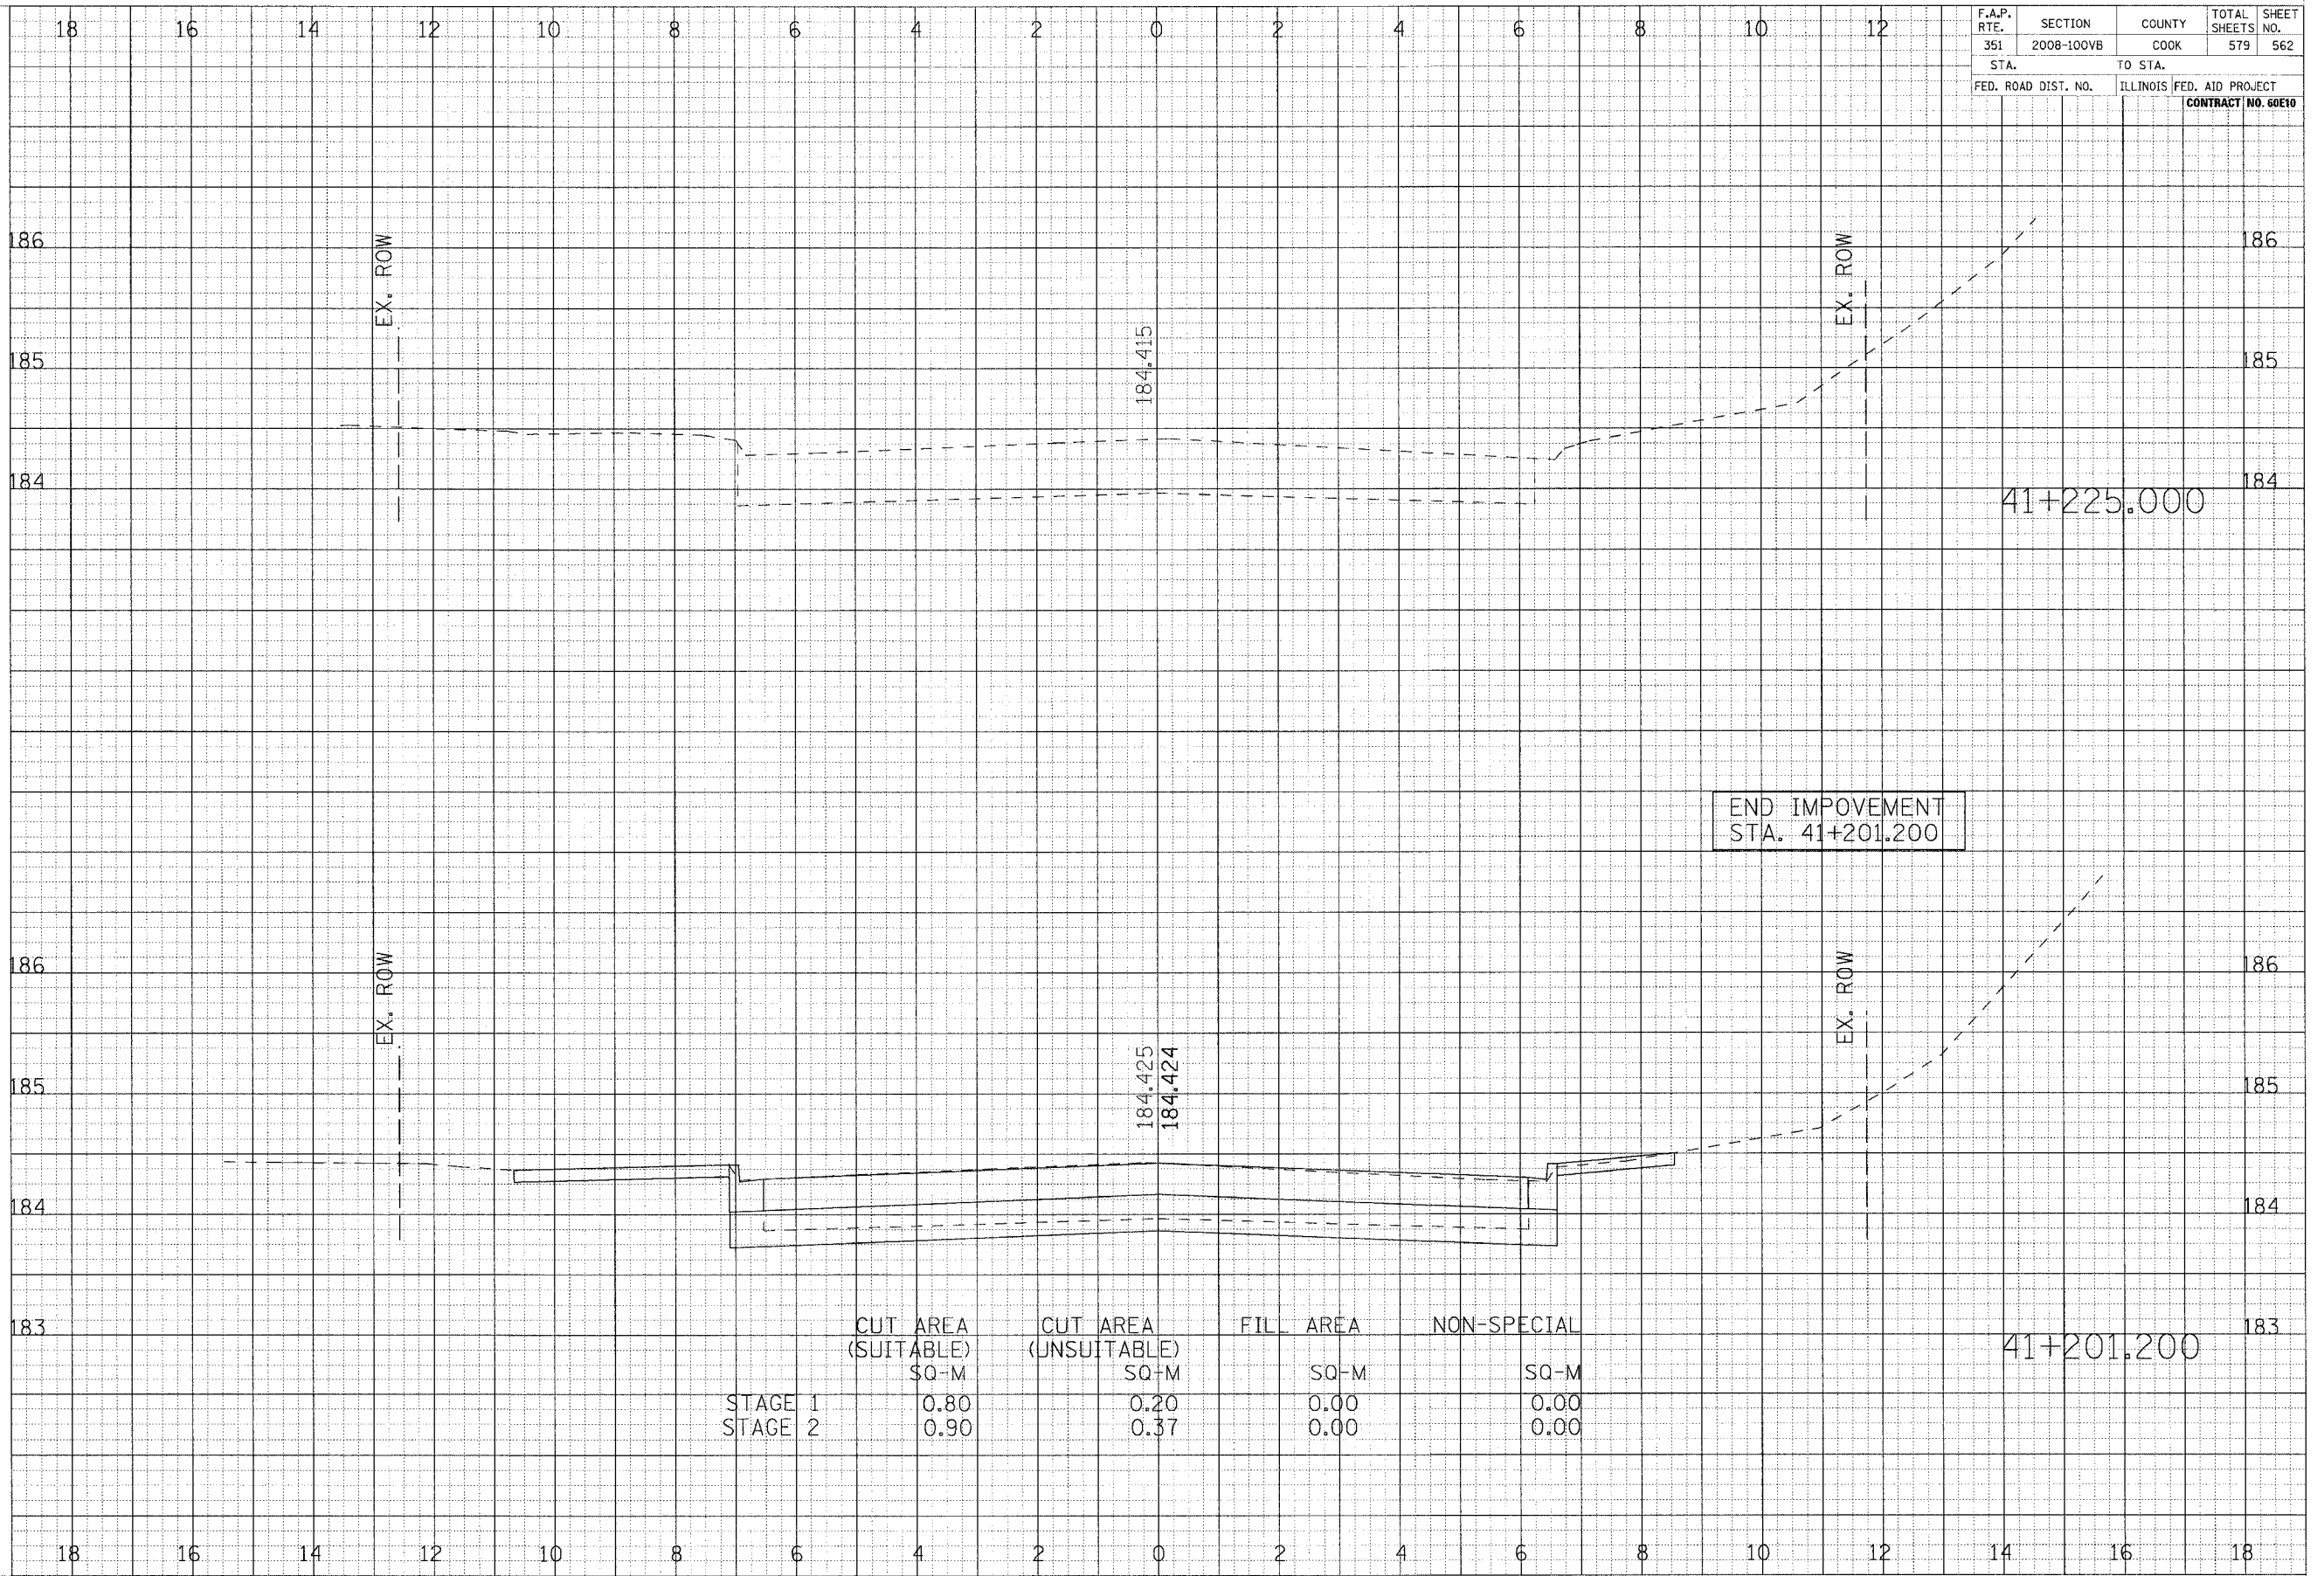 18 16 14 12 10 8 6 4 2 0 2 4 6 8 10 12
F.A.P. RTE. SECTION COUNTY TOTAL SHEETS SHEET NO.
351 2008-100VB COOK 579 562
STA. TO STA.
FED. ROAD DIST. NO. ILLINOIS FED. AID PROJECT
CONTRACT NO. 60E10
186 186
EX. ROW
EX. ROW
185 185
184.415
184 184
41+225.000
END IMPOVEMENT
STA. 41+201.200
186 186
EX. ROW
EX. ROW
185 185
184.425
184.424
184 184
183 183
41+201.200
CUT AREA CUT AREA FILL AREA NON-SPECIAL
(SUITABLE) (UNSUITABLE)
SQ-M SQ-M SQ-M SQ-M
STAGE 1 0.80 0.20 0.00 0.00
STAGE 2 0.90 0.37 0.00 0.00
18 16 14 12 10 8 6 4 2 0 2 4 6 8 10 12 14 16 18